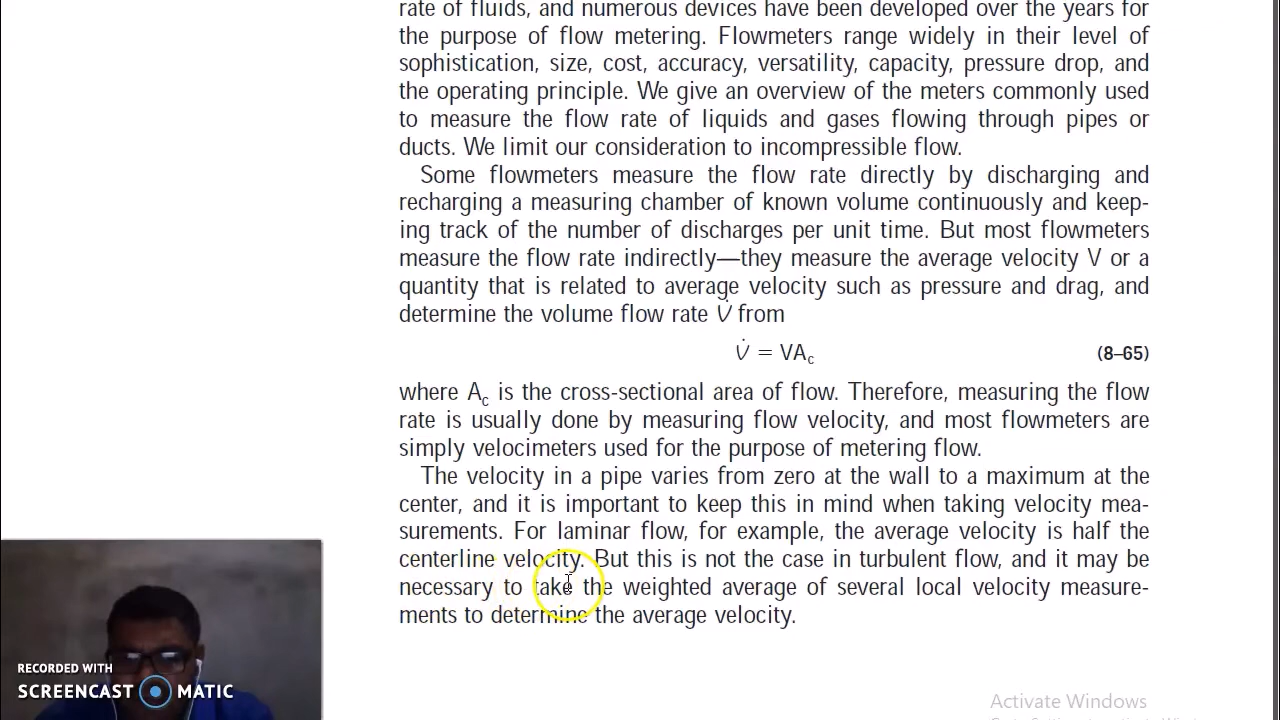 rate of fluids, and numerous devices have been developed over the years for
the purpose of flow metering. Flowmeters range widely in their level of
sophistication, size, cost, accuracy, versatility, capacity, pressure drop, and
the operating principle. We give an overview of the meters commonly used
to measure the flow rate of liquids and gases flowing through pipes or
ducts. We limit our consideration to incompressible flow.
Some flowmeters measure the flow rate directly by discharging and
recharging a measuring chamber of known volume continuously and keep-
ing track of the number of discharges per unit time. But most flowmeters
measure the flow rate indirectly—they measure the average velocity V or a
quantity that is related to average velocity such as pressure and drag, and
determine the volume flow rate V̇ from
V̇ = VA_c (8–65)
where A_c is the cross-sectional area of flow. Therefore, measuring the flow
rate is usually done by measuring flow velocity, and most flowmeters are
simply velocimeters used for the purpose of metering flow.
The velocity in a pipe varies from zero at the wall to a maximum at the
center, and it is important to keep this in mind when taking velocity mea-
surements. For laminar flow, for example, the average velocity is half the
centerline velocity. But this is not the case in turbulent flow, and it may be
necessary to take the weighted average of several local velocity measure-
ments to determine the average velocity.
RECORDED WITH
SCREENCAST MATIC
Activate Windows